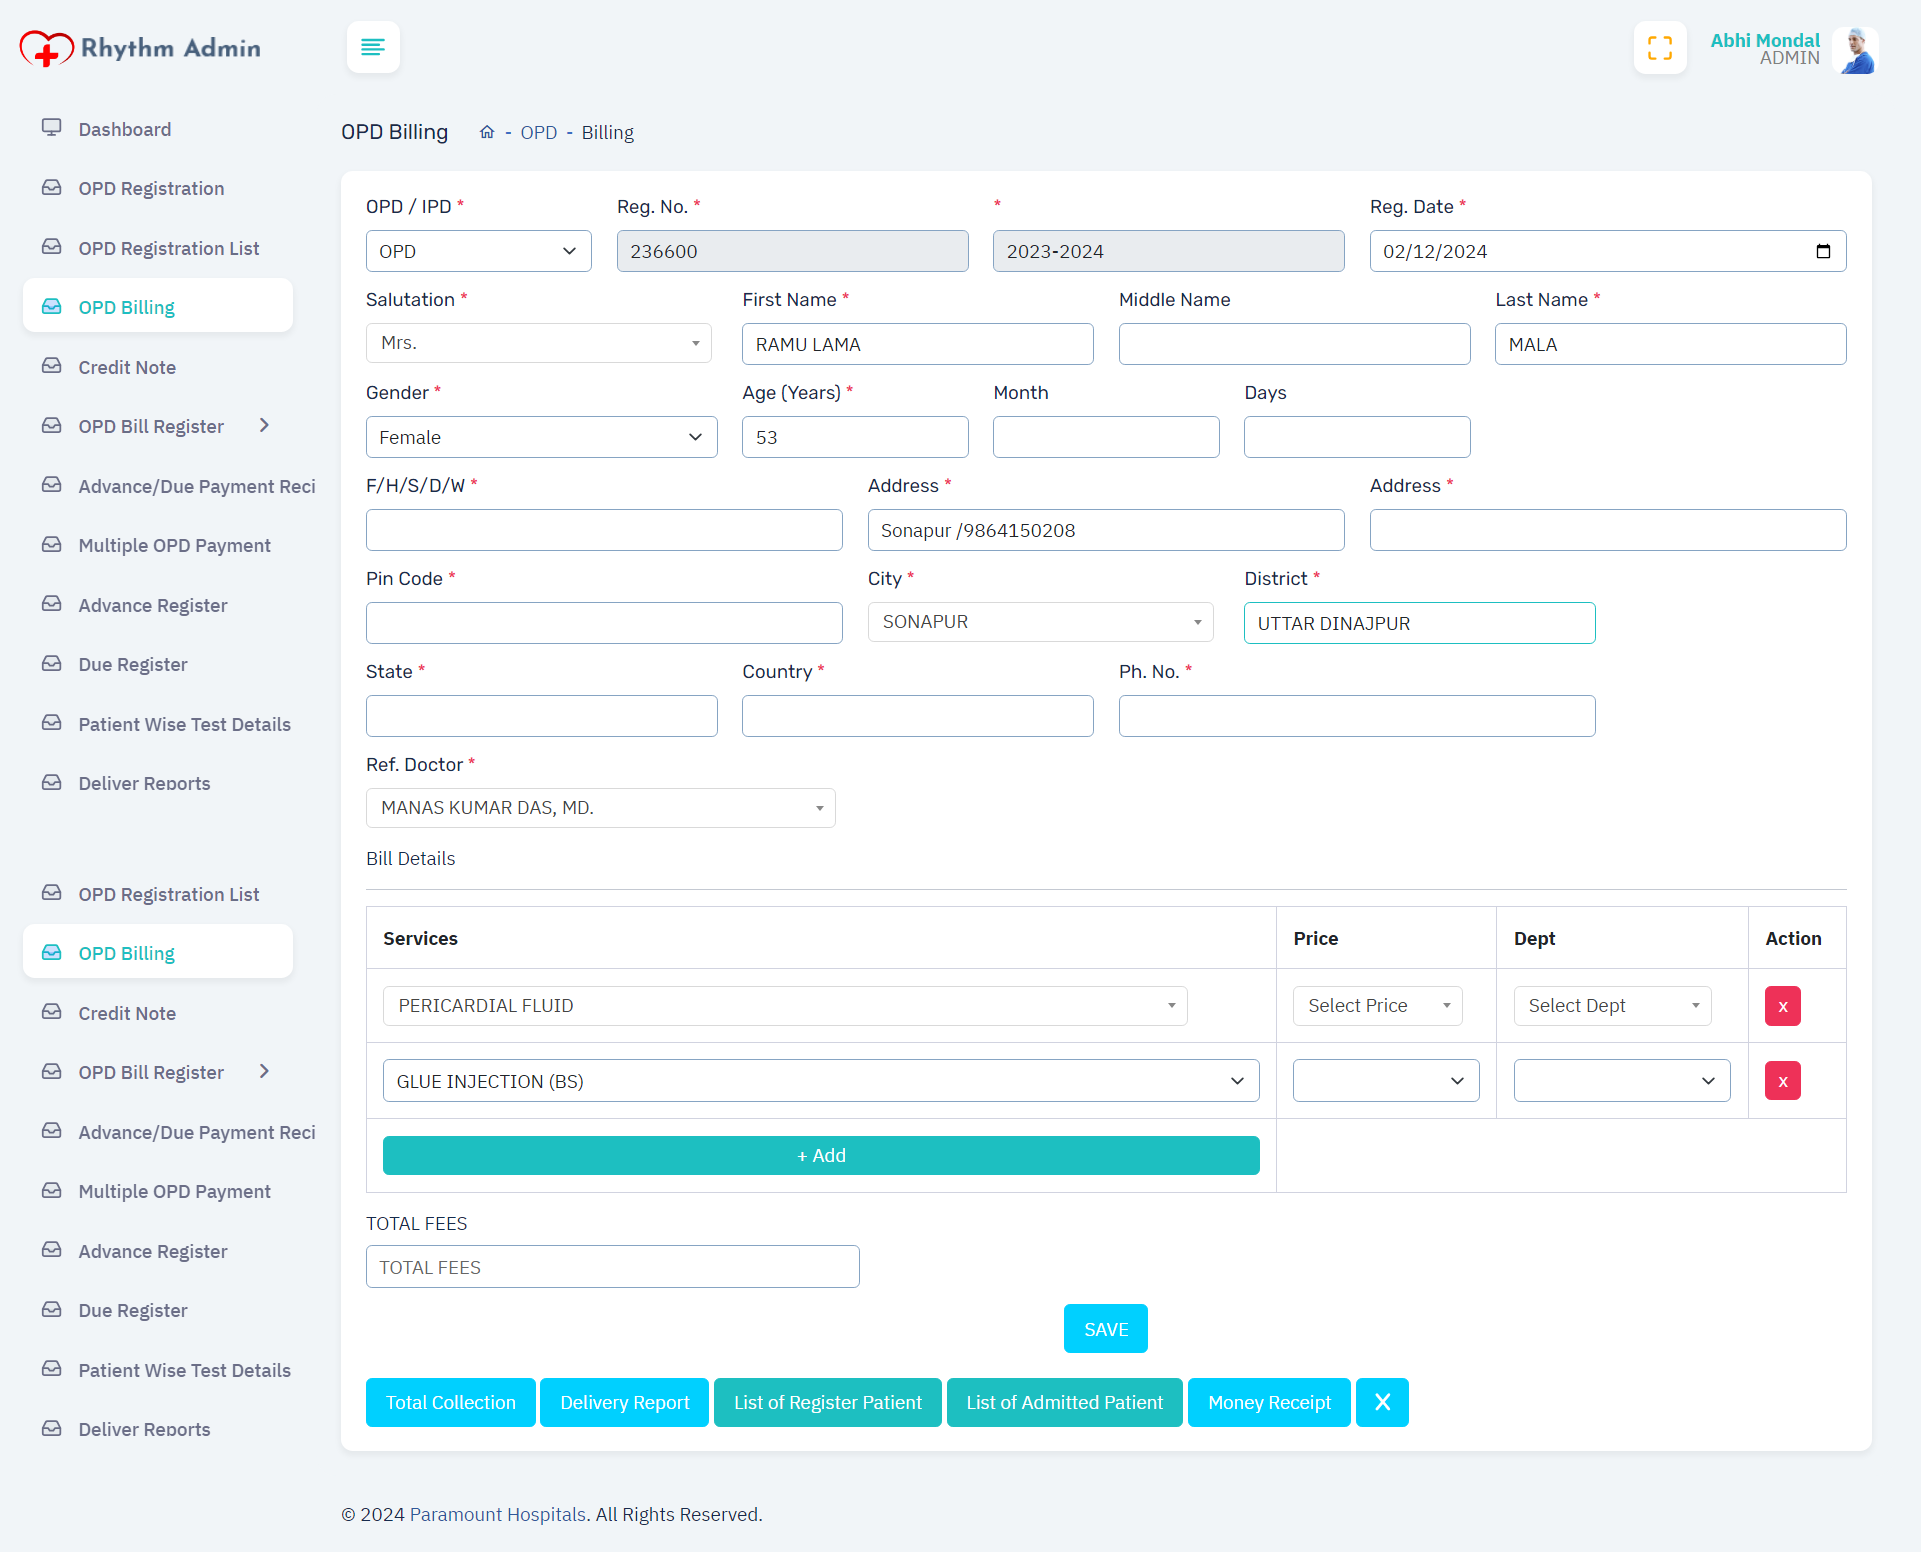 Rhythm Admin
Abhi Mondal
ADMIN
Dashboard
OPD Registration
OPD Registration List
OPD Billing
Credit Note
OPD Bill Register
Advance/Due Payment Reci
Multiple OPD Payment
Advance Register
Due Register
Patient Wise Test Details
Deliver Reports
OPD Registration List
OPD Billing
Credit Note
OPD Bill Register
Advance/Due Payment Reci
Multiple OPD Payment
Advance Register
Due Register
Patient Wise Test Details
Deliver Reports
OPD Billing - OPD - Billing
OPD / IPD * Reg. No. * * Reg. Date *
OPD 236600 2023-2024 02/12/2024
Salutation * First Name * Middle Name Last Name *
Mrs. RAMU LAMA MALA
Gender * Age (Years) * Month Days
Female 53
F/H/S/D/W * Address * Address *
Sonapur /9864150208
Pin Code * City * District *
SONAPUR UTTAR DINAJPUR
State * Country * Ph. No. *
Ref. Doctor *
MANAS KUMAR DAS, MD.
Bill Details
Services Price Dept Action
PERICARDIAL FLUID Select Price Select Dept x
GLUE INJECTION (BS) x
+ Add
TOTAL FEES
TOTAL FEES
SAVE
Total Collection Delivery Report List of Register Patient List of Admitted Patient Money Receipt X
© 2024 Paramount Hospitals. All Rights Reserved.